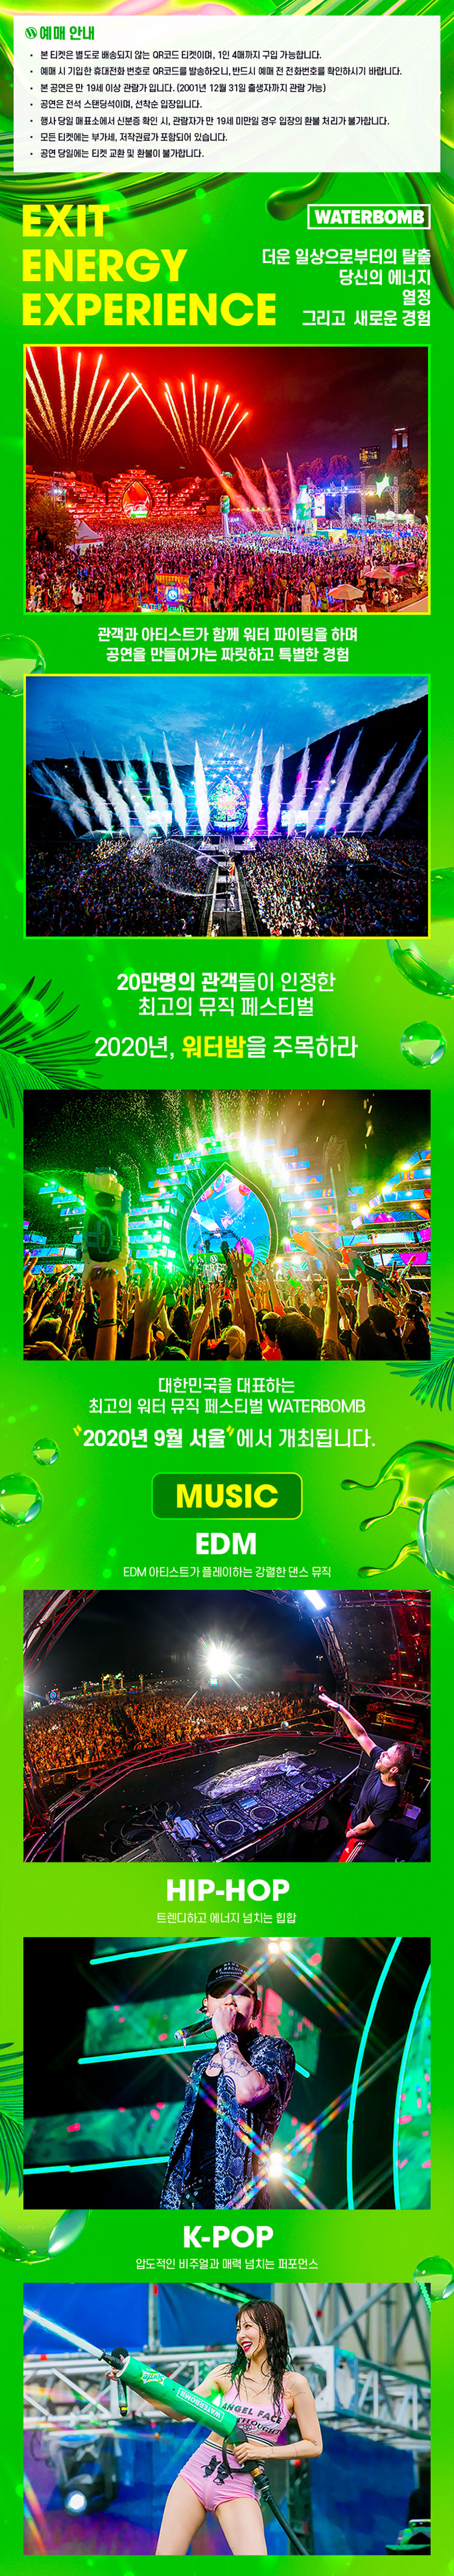 예매 안내
본 티켓은 별도로 배송되지 않는 QR코드 티켓이며, 1인 4매까지 구입 가능합니다.
예매 시 기입한 휴대전화 번호로 QR코드를 발송하오니, 반드시 예매 전 전화번호를 확인하시기 바랍니다.
본 공연은 만 19세 이상 관람가 입니다. (2001년 12월 31일 출생자까지 관람 가능)
공연은 전석 스탠딩석이며, 선착순 입장입니다.
행사 당일 매표소에서 신분증 확인 시, 관람자가 만 19세 미만일 경우 입장의 환불 처리가 불가합니다.
모든 티켓에는 부가세, 저작권료가 포함되어 있습니다.
공연 당일에는 티켓 교환 및 환불이 불가합니다.
EXIT
ENERGY
EXPERIENCE
WATERBOMB
더운 일상으로부터의 탈출
당신의 에너지
열정
그리고 새로운 경험
관객과 아티스트가 함께 워터 파이팅을 하며
공연을 만들어가는 짜릿하고 특별한 경험
20만명의 관객들이 인정한
최고의 뮤직 페스티벌
2020년, 워터밤을 주목하라
대한민국을 대표하는
최고의 워터 뮤직 페스티벌 WATERBOMB
"2020년 9월 서울"에서 개최됩니다.
MUSIC
EDM
EDM 아티스트가 플레이하는 강렬한 댄스 뮤직
HIP-HOP
트렌디하고 에너지 넘치는 힙합
K-POP
압도적인 비주얼과 매력 넘치는 퍼포먼스
Sprite
WATERBOMB
ANGEL FACE